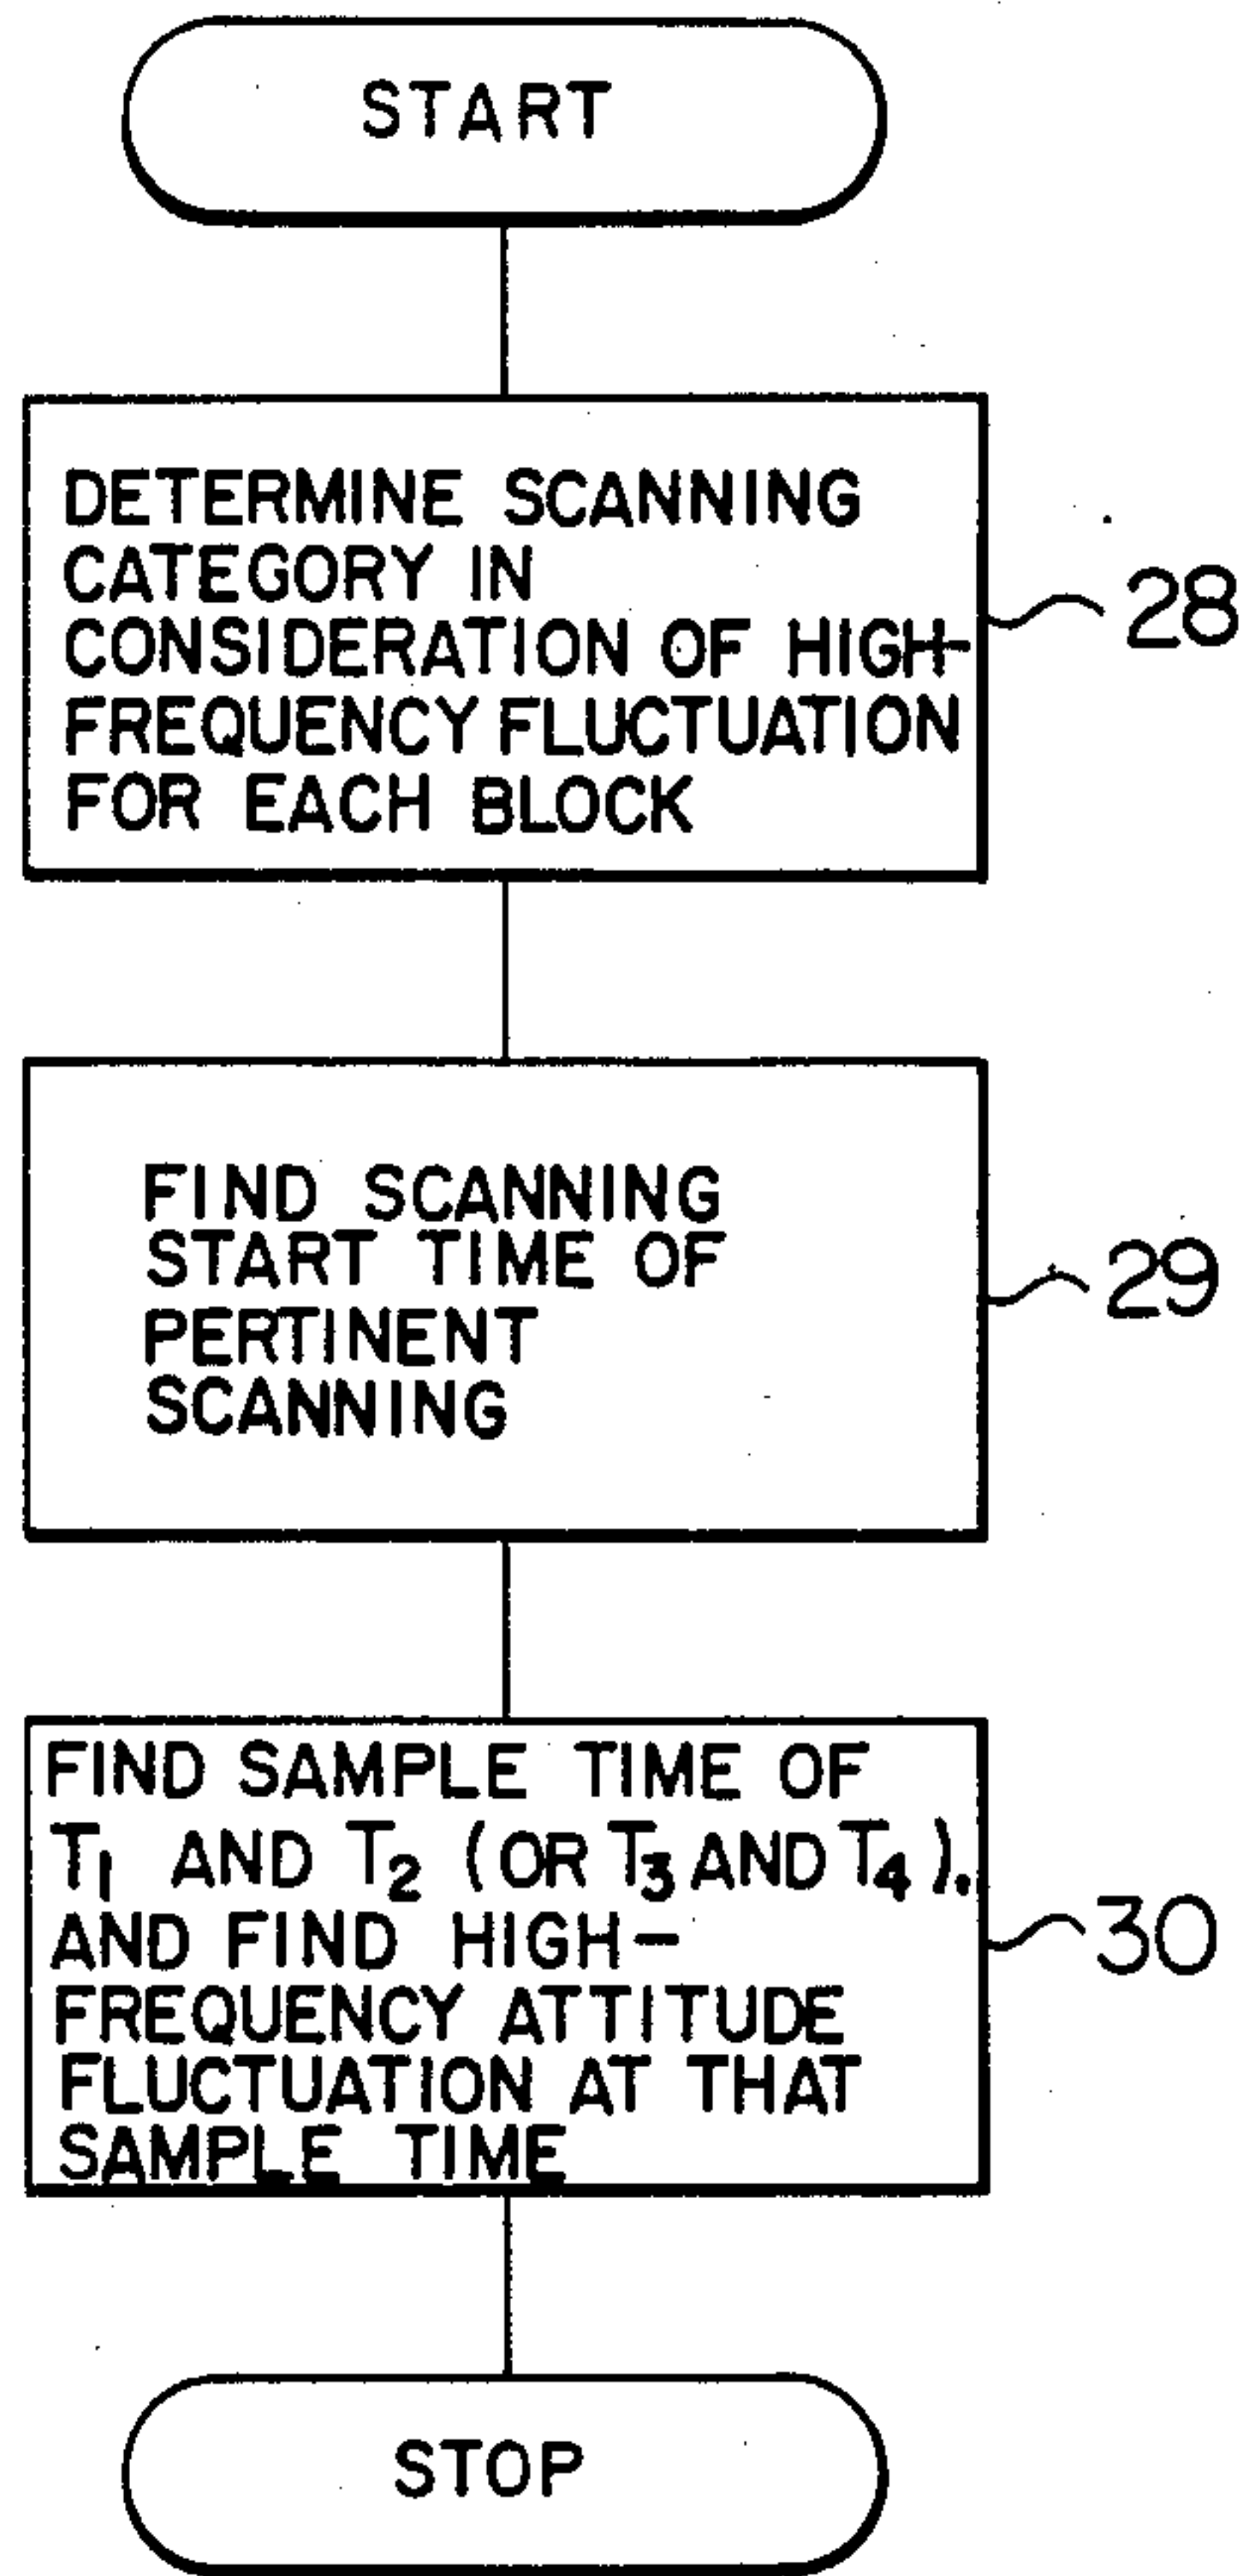 START
DETERMINE SCANNING
CATEGORY IN
CONSIDERATION OF HIGH-
FREQUENCY FLUCTUATION
FOR EACH BLOCK
28
FIND SCANNING
START TIME OF
PERTINENT
SCANNING
29
FIND SAMPLE TIME OF
T₁ AND T₂ (OR T₃ AND T₄).
AND FIND HIGH-
FREQUENCY ATTITUDE
FLUCTUATION AT THAT
SAMPLE TIME
30
STOP